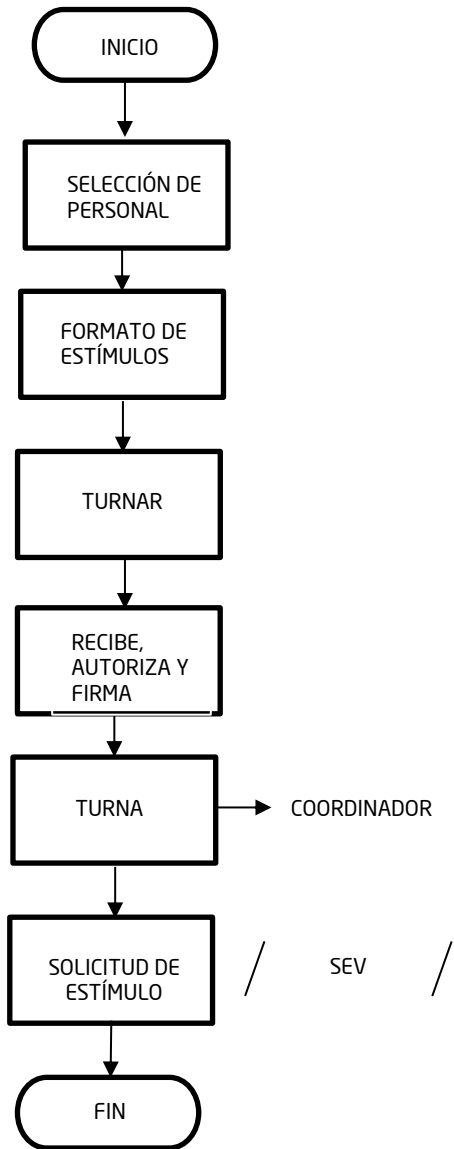 INICIO
SELECCIÓN DE
PERSONAL
FORMATO DE
ESTÍMULOS
TURNAR
RECIBE,
AUTORIZA Y
FIRMA
TURNA
COORDINADOR
SOLICITUD DE
ESTÍMULO
/ SEV /
FIN